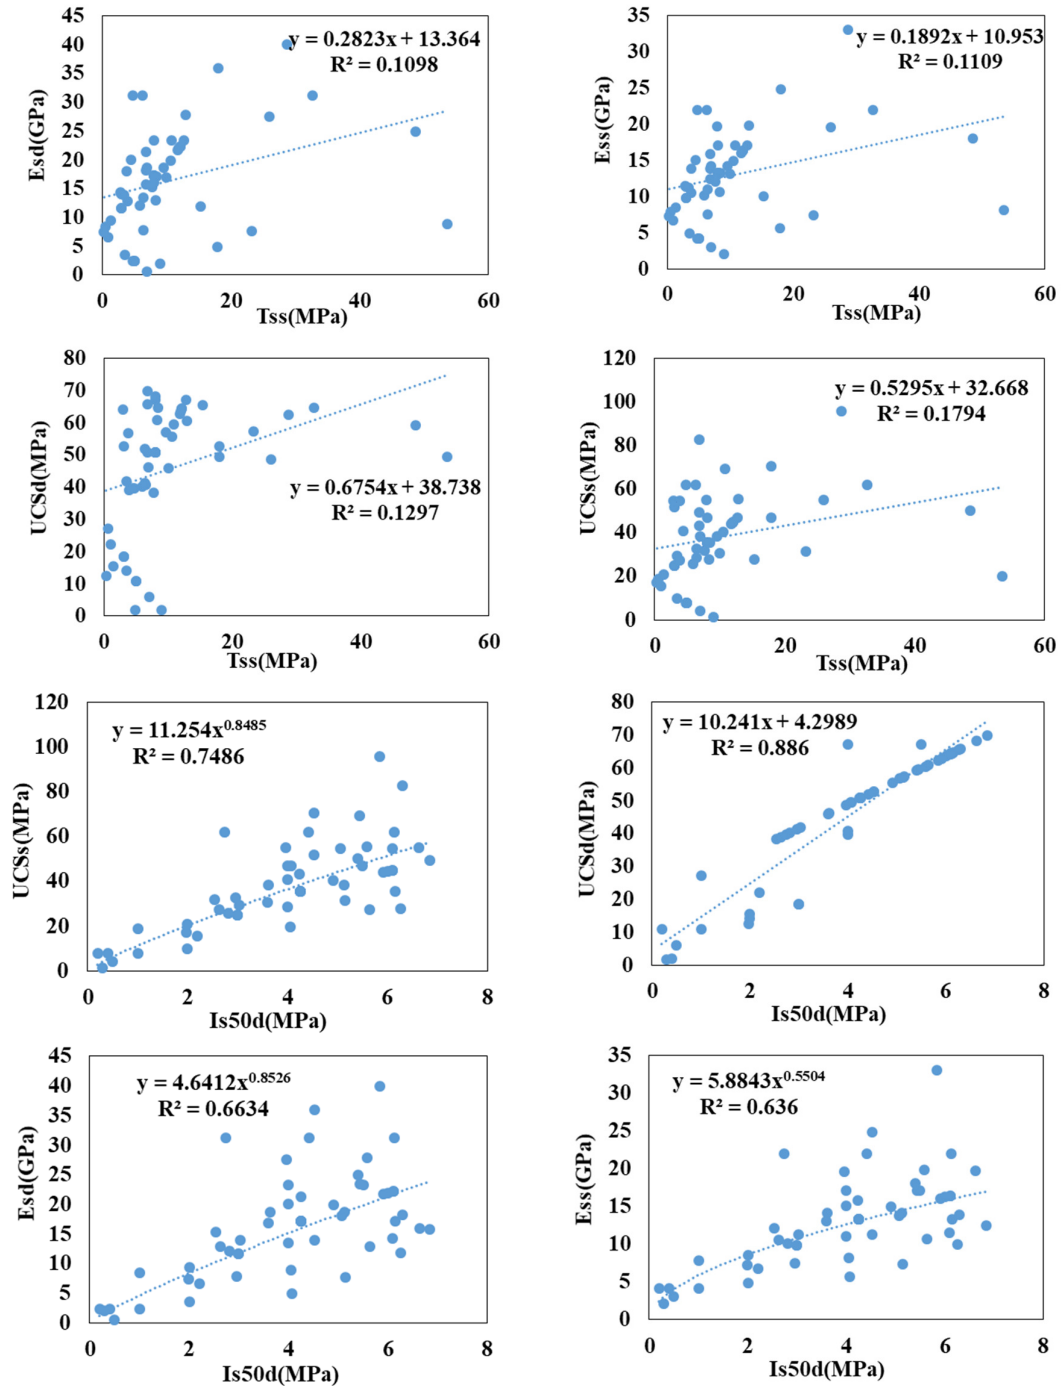 45
40
35
30
25
20
15
10
5
0
Esd(GPa)
y = 0.2823x + 13.364
R² = 0.1098
0 20 40 60
Tss(MPa)
35
30
25
20
15
10
5
0
Ess(GPa)
y = 0.1892x + 10.953
R² = 0.1109
0 20 40 60
Tss(MPa)
80
70
60
50
40
30
20
10
0
UCSd(MPa)
y = 0.6754x + 38.738
R² = 0.1297
0 20 40 60
Tss(MPa)
120
100
80
60
40
20
0
UCSs(MPa)
y = 0.5295x + 32.668
R² = 0.1794
0 20 40 60
Tss(MPa)
120
100
80
60
40
20
0
UCSs(MPa)
y = 11.254x^0.8485
R² = 0.7486
0 2 4 6 8
Is50d(MPa)
80
70
60
50
40
30
20
10
0
UCSd(MPa)
y = 10.241x + 4.2989
R² = 0.886
0 2 4 6 8
Is50d(MPa)
45
40
35
30
25
20
15
10
5
0
Esd(GPa)
y = 4.6412x^0.8526
R² = 0.6634
0 2 4 6 8
Is50d(MPa)
35
30
25
20
15
10
5
0
Ess(GPa)
y = 5.8843x^0.5504
R² = 0.636
0 2 4 6 8
Is50d(MPa)